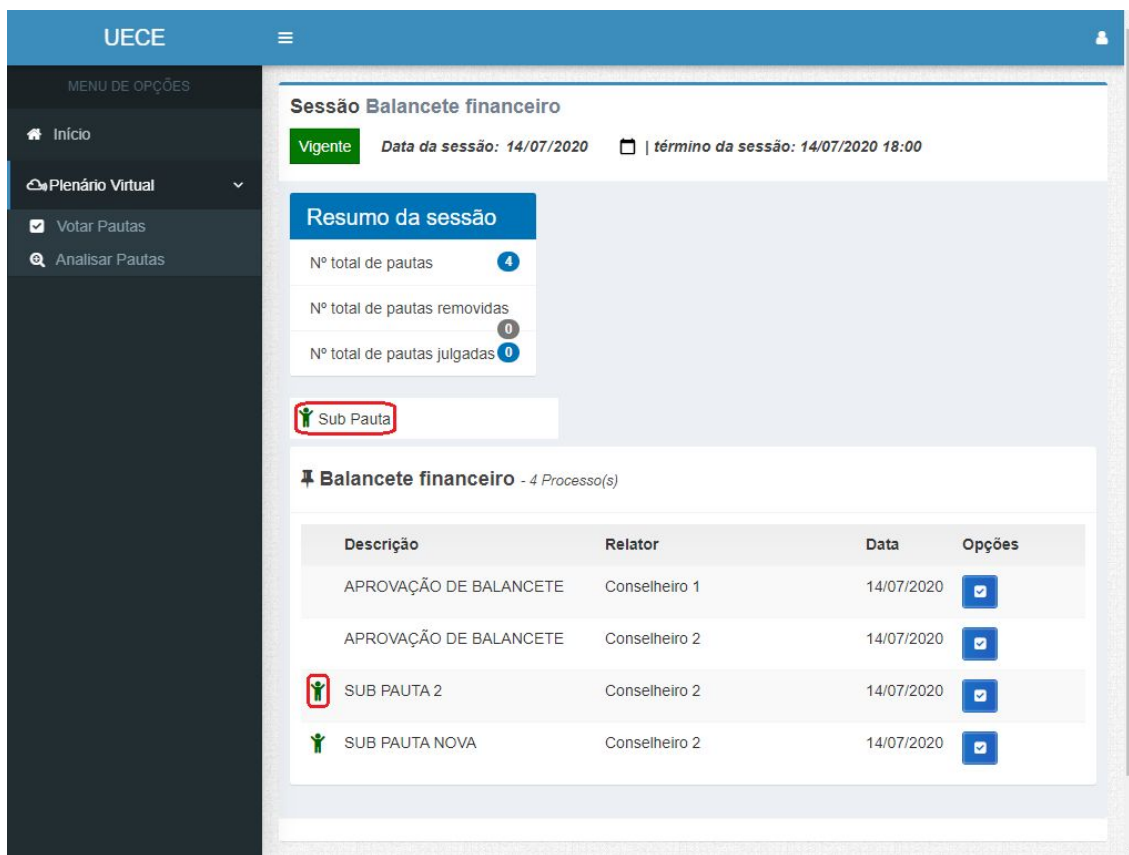 UECE
MENU DE OPÇÕES
Início
Plenário Virtual
Votar Pautas
Analisar Pautas
Sessão Balancete financeiro
Vigente Data da sessão: 14/07/2020 | término da sessão: 14/07/2020 18:00
Resumo da sessão
Nº total de pautas 4
Nº total de pautas removidas
0
Nº total de pautas julgadas 0
Sub Pauta
Balancete financeiro - 4 Processo(s)
Descrição Relator Data Opções
APROVAÇÃO DE BALANCETE Conselheiro 1 14/07/2020
APROVAÇÃO DE BALANCETE Conselheiro 2 14/07/2020
SUB PAUTA 2 Conselheiro 2 14/07/2020
SUB PAUTA NOVA Conselheiro 2 14/07/2020